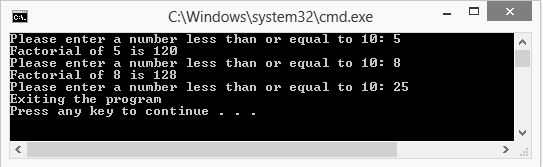 C:\Windows\system32\cmd.exe
Please enter a number less than or equal to 10: 5
Factorial of 5 is 120
Please enter a number less than or equal to 10: 8
Factorial of 8 is 128
Please enter a number less than or equal to 10: 25
Exiting the program
Press any key to continue . . .